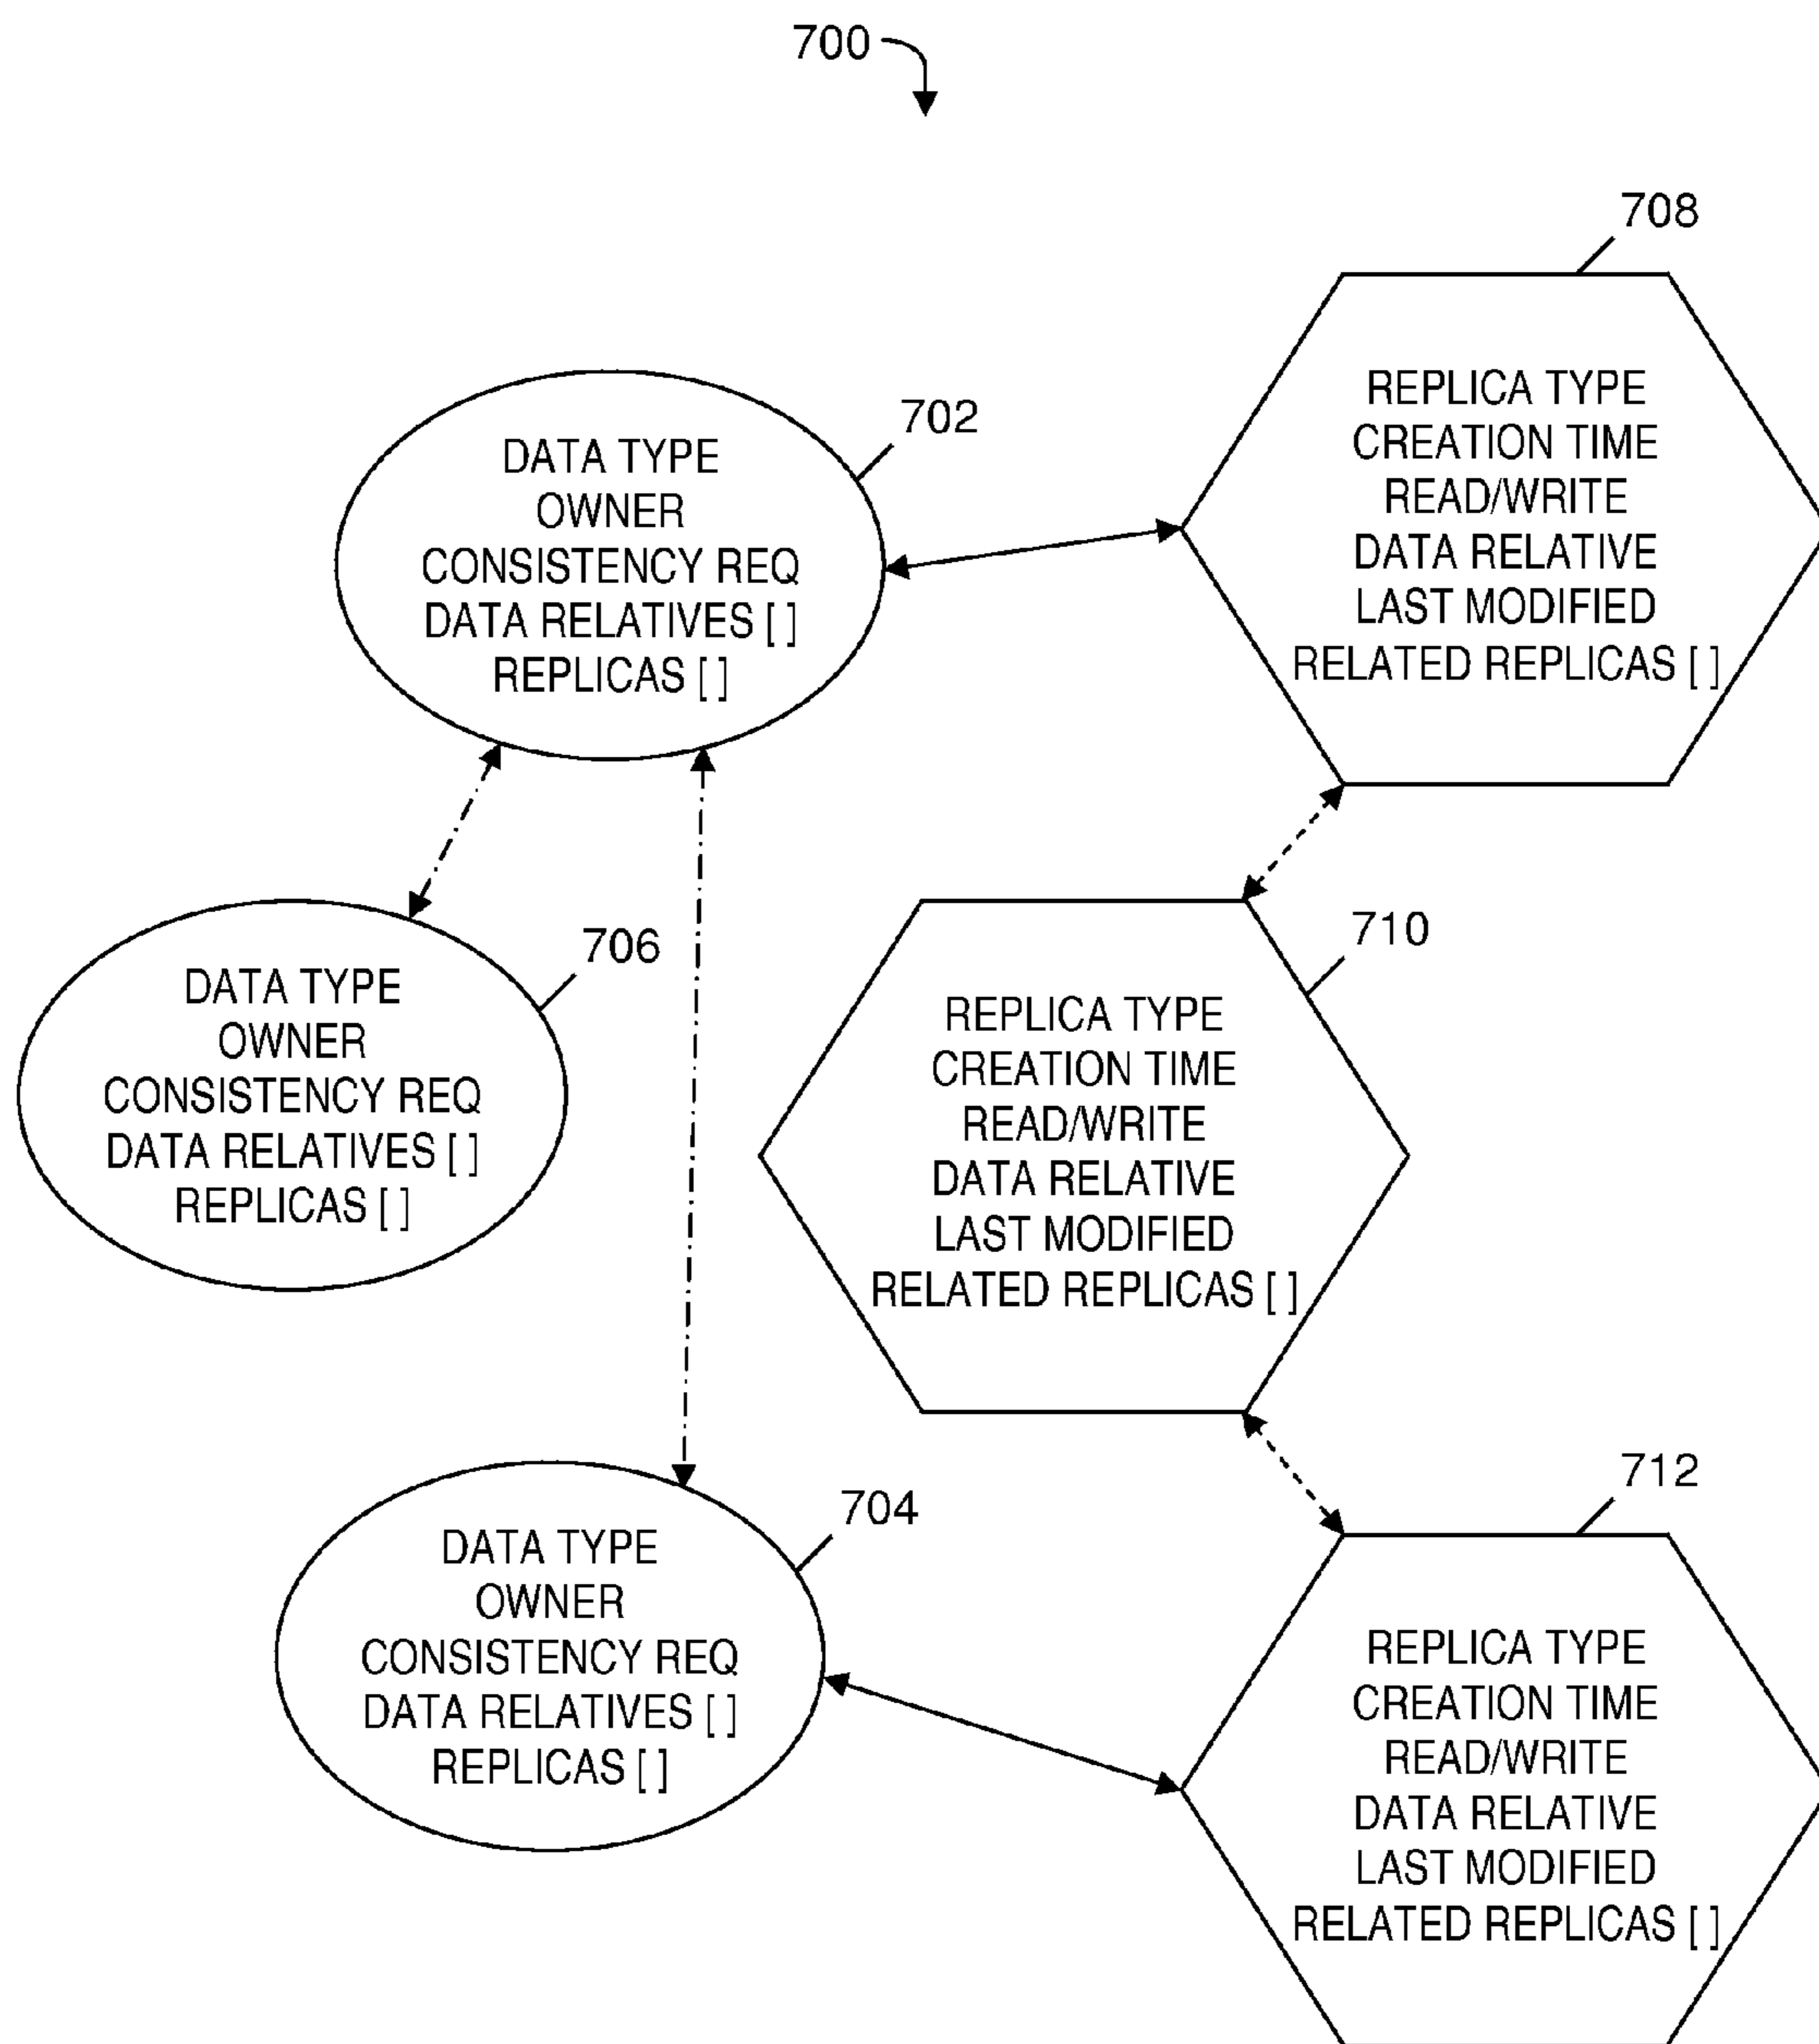 700
708
REPLICA TYPE
CREATION TIME
READ/WRITE
DATA RELATIVE
LAST MODIFIED
RELATED REPLICAS [ ]
702
DATA TYPE
OWNER
CONSISTENCY REQ
DATA RELATIVES [ ]
REPLICAS [ ]
706
DATA TYPE
OWNER
CONSISTENCY REQ
DATA RELATIVES [ ]
REPLICAS [ ]
710
REPLICA TYPE
CREATION TIME
READ/WRITE
DATA RELATIVE
LAST MODIFIED
RELATED REPLICAS [ ]
704
DATA TYPE
OWNER
CONSISTENCY REQ
DATA RELATIVES [ ]
REPLICAS [ ]
712
REPLICA TYPE
CREATION TIME
READ/WRITE
DATA RELATIVE
LAST MODIFIED
RELATED REPLICAS [ ]